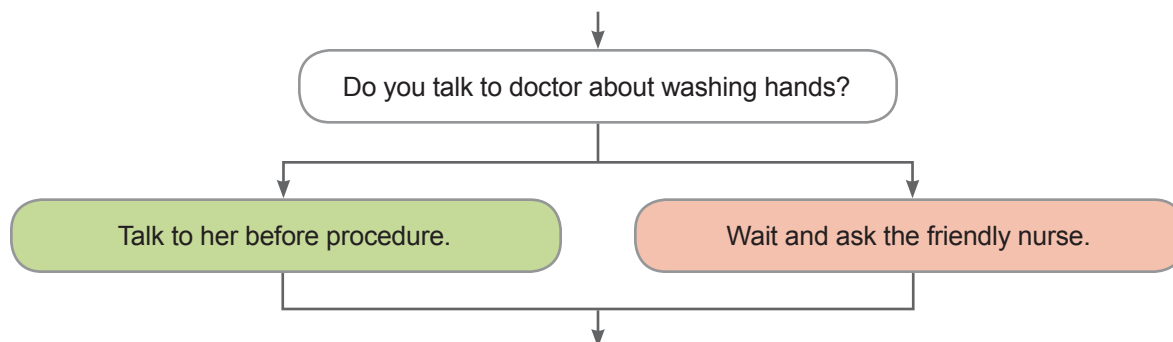 Do you talk to doctor about washing hands?
Talk to her before procedure.
Wait and ask the friendly nurse.